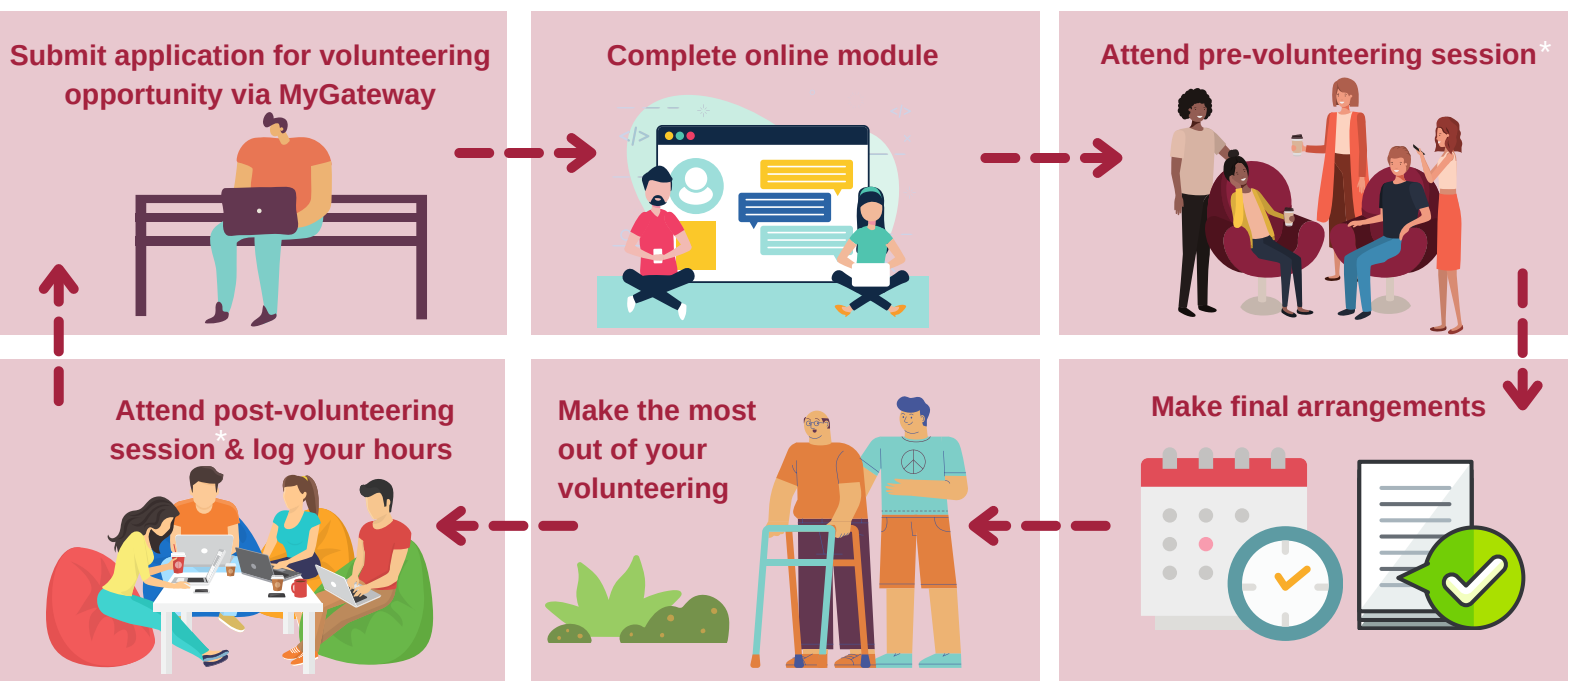 Submit application for volunteering
opportunity via MyGateway
Complete online module
</>
Attend pre-volunteering session*
Make final arrangements
Make the most
out of your
volunteering
Attend post-volunteering
session*& log your hours